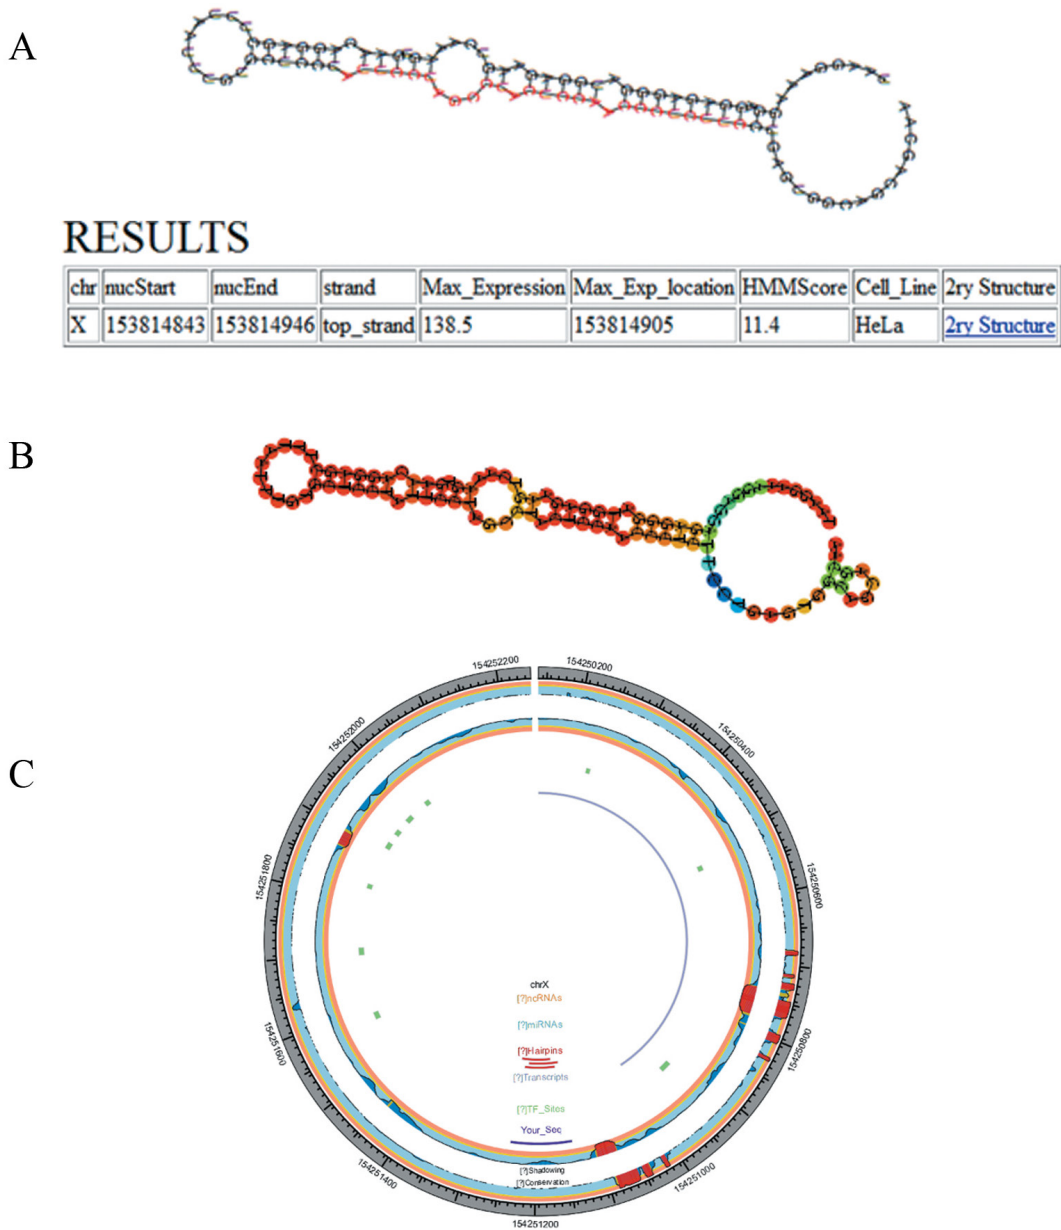 A
RESULTS
chr nucStart nucEnd strand Max_Expression Max_Exp_location HMMScore Cell_Line 2ry Structure
X 153814843 153814946 top_strand 138.5 153814905 11.4 HeLa 2ry Structure
B
C
154252200 154250200
154252000 154250400
154251800 154250600
154251600 154250800
154251400 154251000
154251200
chrX
[?]ncRNAs
[?]miRNAs
[?]Hairpins
[?]Transcripts
[?]TF_Sites
Your_Seq
[?]Shadowing
[?]Conservation